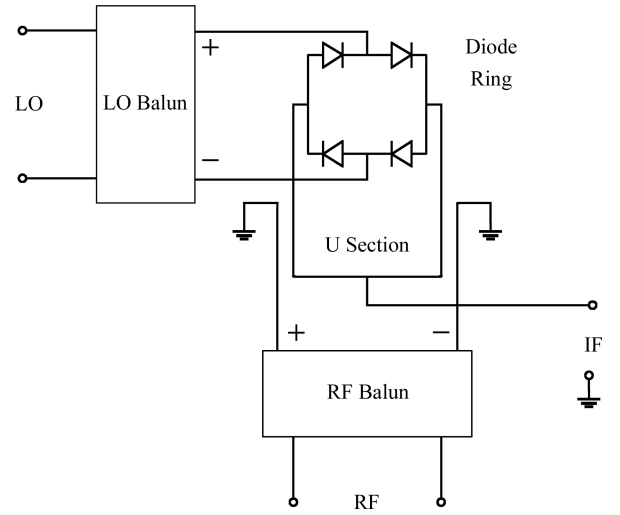 Diode
Ring
+
LO
LO Balun
−
U Section
+
−
IF
RF Balun
RF